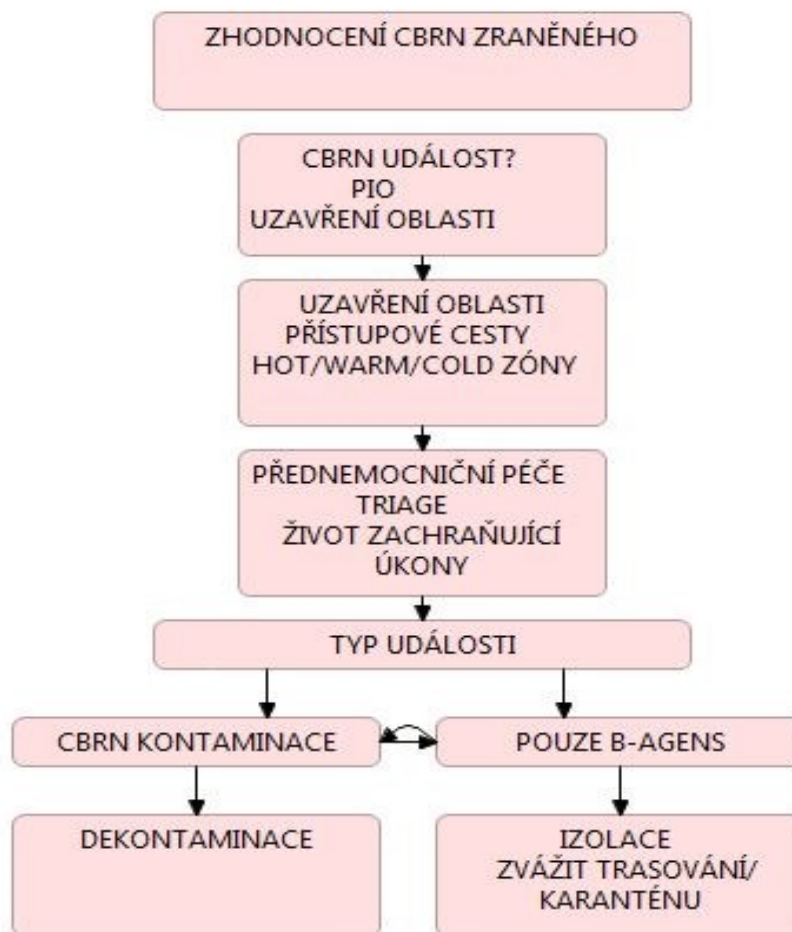 ZHODNOCENÍ CBRN ZRANĚNÉHO
CBRN UDÁLOST?
PIO
UZAVŘENÍ OBLASTI
UZAVŘENÍ OBLASTI
PŘÍSTUPOVÉ CESTY
HOT/WARM/COLD ZÓNY
PŘEDNEMOCNIČNÍ PÉČE
TRIAGE
ŽIVOT ZACHRAŇUJÍCÍ
ÚKONY
TYP UDÁLOSTI
CBRN KONTAMINACE
POUZE B-AGENS
DEKONTAMINACE
IZOLACE
ZVÁŽIT TRASOVÁNÍ/
KARANTÉNU